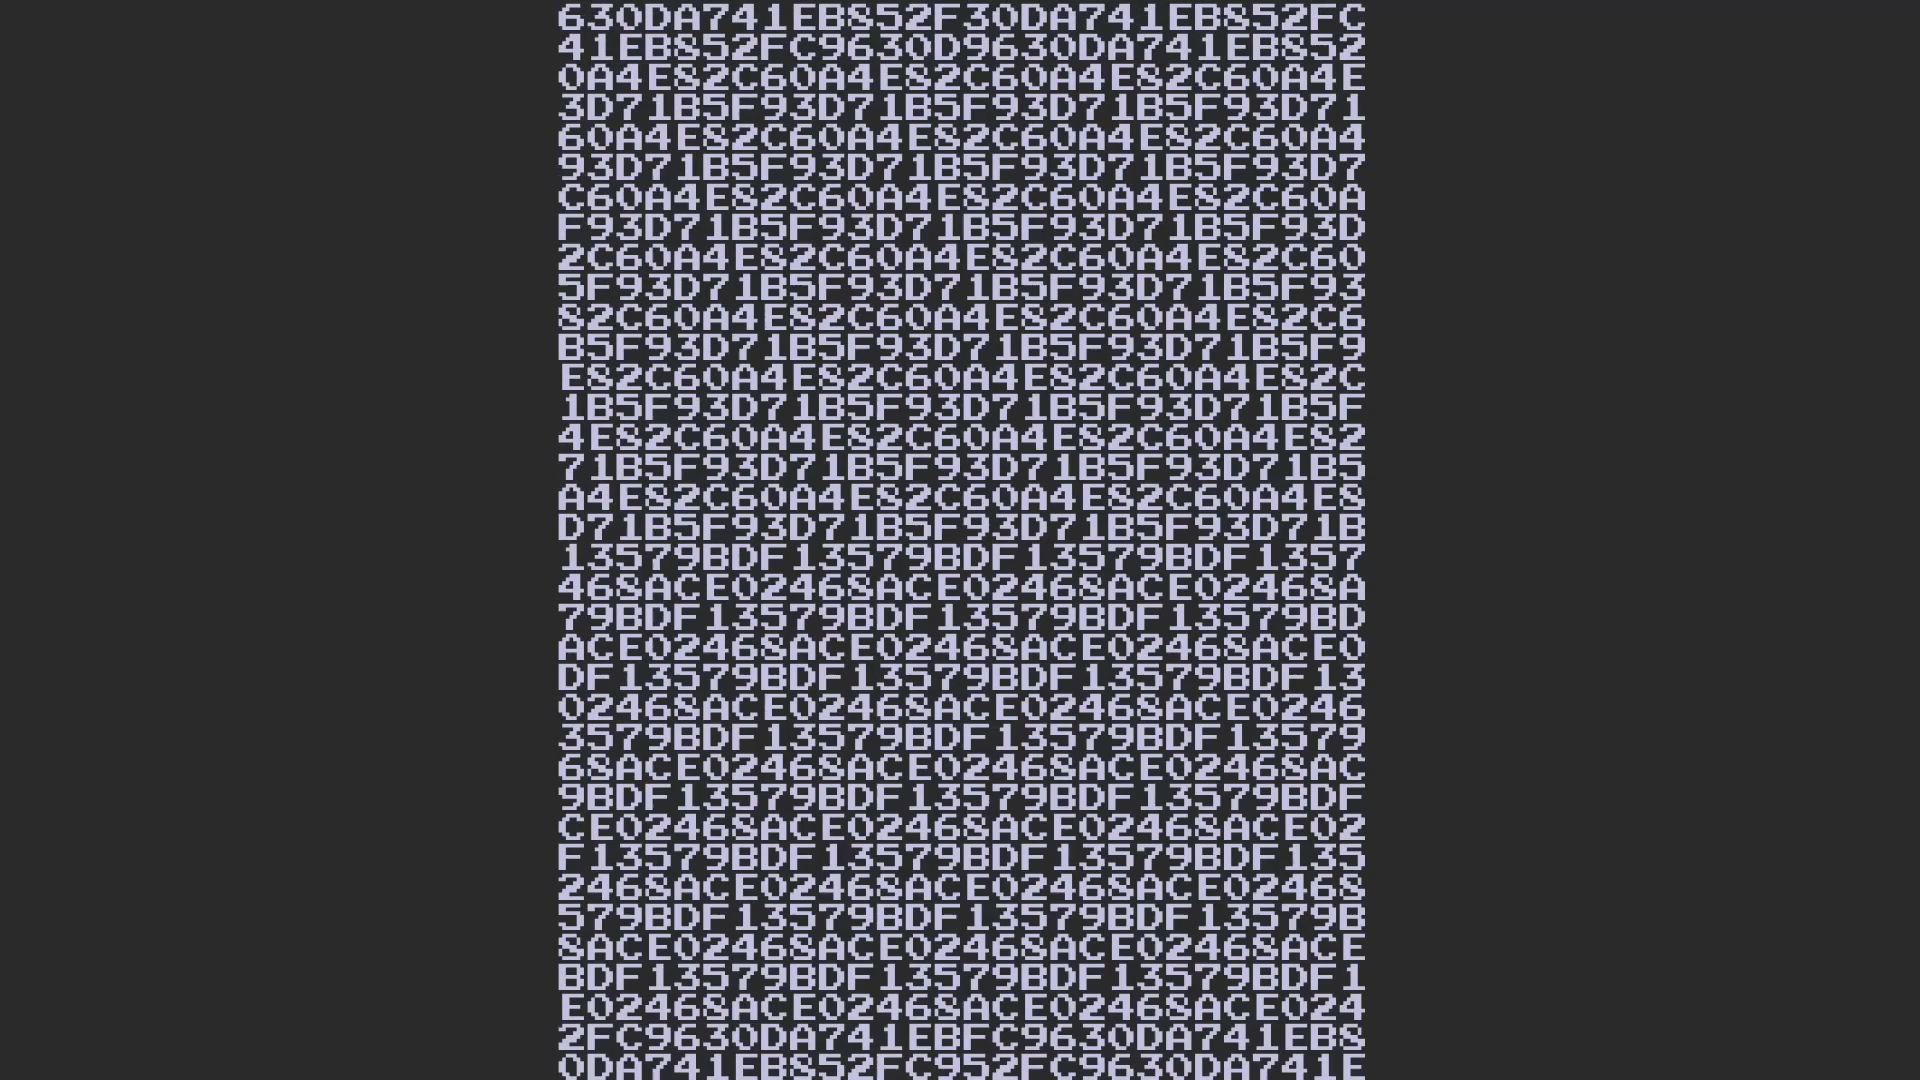 630DA741EB852F30DA741EB852FC
41EB852FC9630D9630DA741EB852
0A4E82C60A4E82C60A4E82C60A4E
3D71B5F93D71B5F93D71B5F93D71
60A4E82C60A4E82C60A4E82C60A4
93D71B5F93D71B5F93D71B5F93D7
C60A4E82C60A4E82C60A4E82C60A
F93D71B5F93D71B5F93D71B5F93D
2C60A4E82C60A4E82C60A4E82C60
5F93D71B5F93D71B5F93D71B5F93
82C60A4E82C60A4E82C60A4E82C6
B5F93D71B5F93D71B5F93D71B5F9
E82C60A4E82C60A4E82C60A4E82C
1B5F93D71B5F93D71B5F93D71B5F
4E82C60A4E82C60A4E82C60A4E82
71B5F93D71B5F93D71B5F93D71B5
A4E82C60A4E82C60A4E82C60A4E8
D71B5F93D71B5F93D71B5F93D71B
13579BDF13579BDF13579BDF1357
468ACE02468ACE02468ACE02468A
79BDF13579BDF13579BDF13579BD
ACE02468ACE02468ACE02468ACE0
DF13579BDF13579BDF13579BDF13
02468ACE02468ACE02468ACE0246
3579BDF13579BDF13579BDF13579
68ACE02468ACE02468ACE02468AC
9BDF13579BDF13579BDF13579BDF
CE02468ACE02468ACE02468ACE02
F13579BDF13579BDF13579BDF135
2468ACE02468ACE02468ACE02468
579BDF13579BDF13579BDF13579B
8ACE02468ACE02468ACE02468ACE
BDF13579BDF13579BDF13579BDF1
E02468ACE02468ACE02468ACE024
2FC9630DA741EBFC9630DA741EB8
0DA741EB852FC952FC9630DA741E